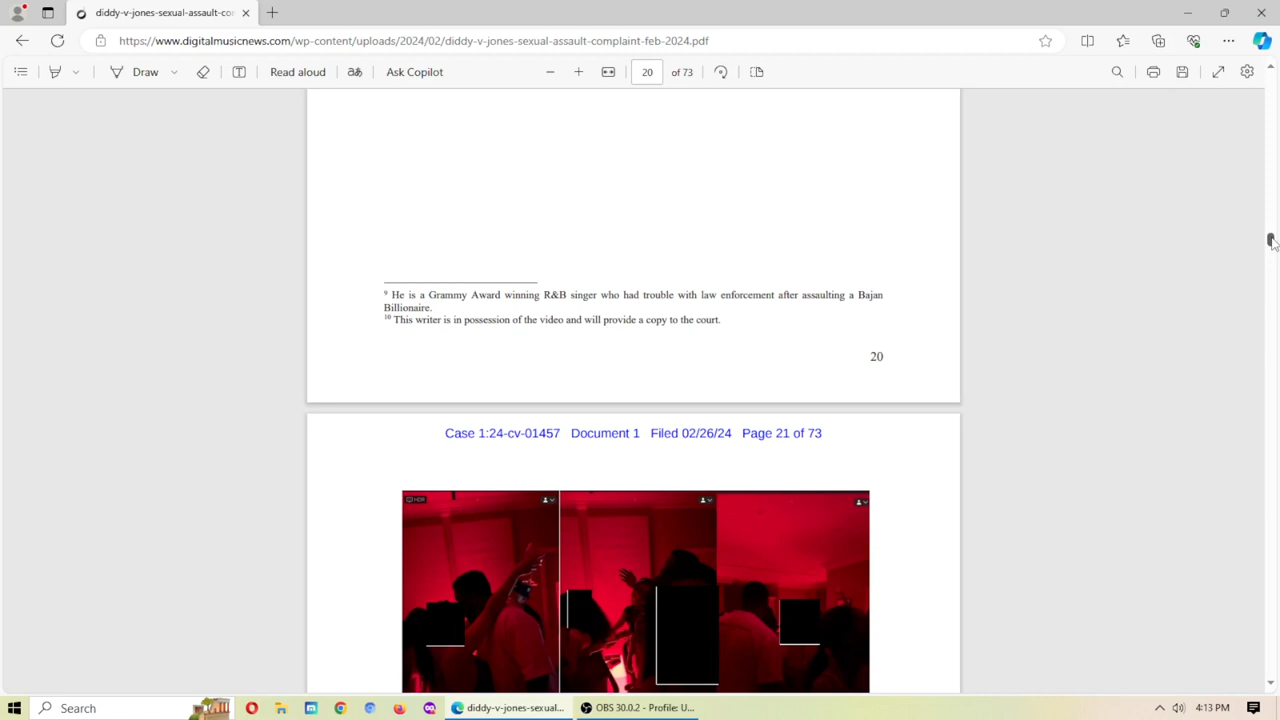 diddy-v-jones-sexual-assault-co
https://www.digitalmusicnews.com/wp-content/uploads/2024/02/diddy-v-jones-sexual-assault-complaint-feb-2024.pdf
Draw Read aloud Ask Copilot 20 of 73
9 He is a Grammy Award winning R&B singer who had trouble with law enforcement after assaulting a Bajan
Billionaire.
10 This writer is in possession of the video and will provide a copy to the court.
20
Case 1:24-cv-01457 Document 1 Filed 02/26/24 Page 21 of 73
HDR
Search diddy-v-jones-sexual... OBS 30.0.2 - Profile: U... 4:13 PM